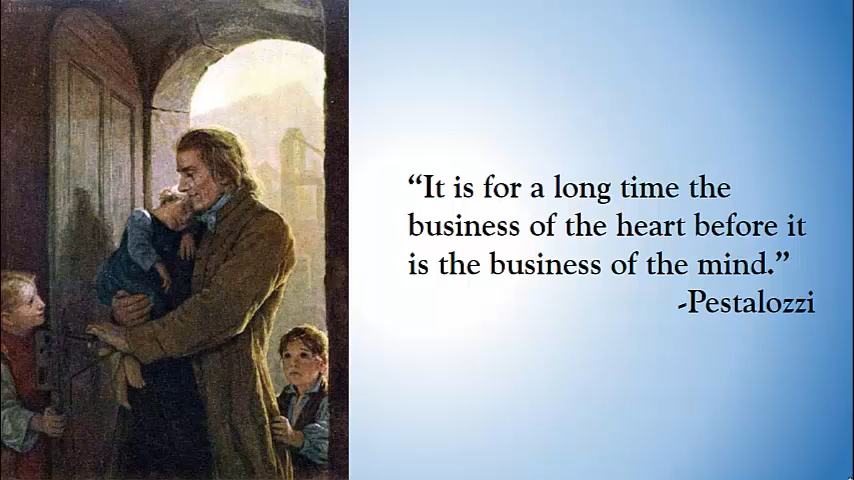 “It is for a long time the
business of the heart before it
is the business of the mind.”
-Pestalozzi